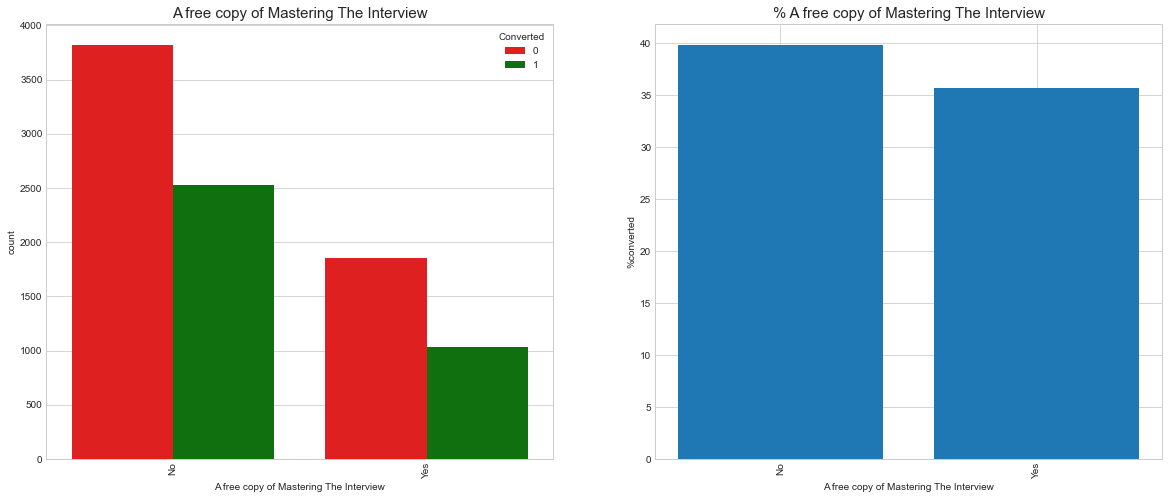 A free copy of Mastering The Interview
4000
3500
3000
2500
2000
1500
1000
500
0
count
Converted
0
1
No
Yes
A free copy of Mastering The Interview
% A free copy of Mastering The Interview
40
35
30
25
20
15
10
5
0
%converted
No
Yes
A free copy of Mastering The Interview